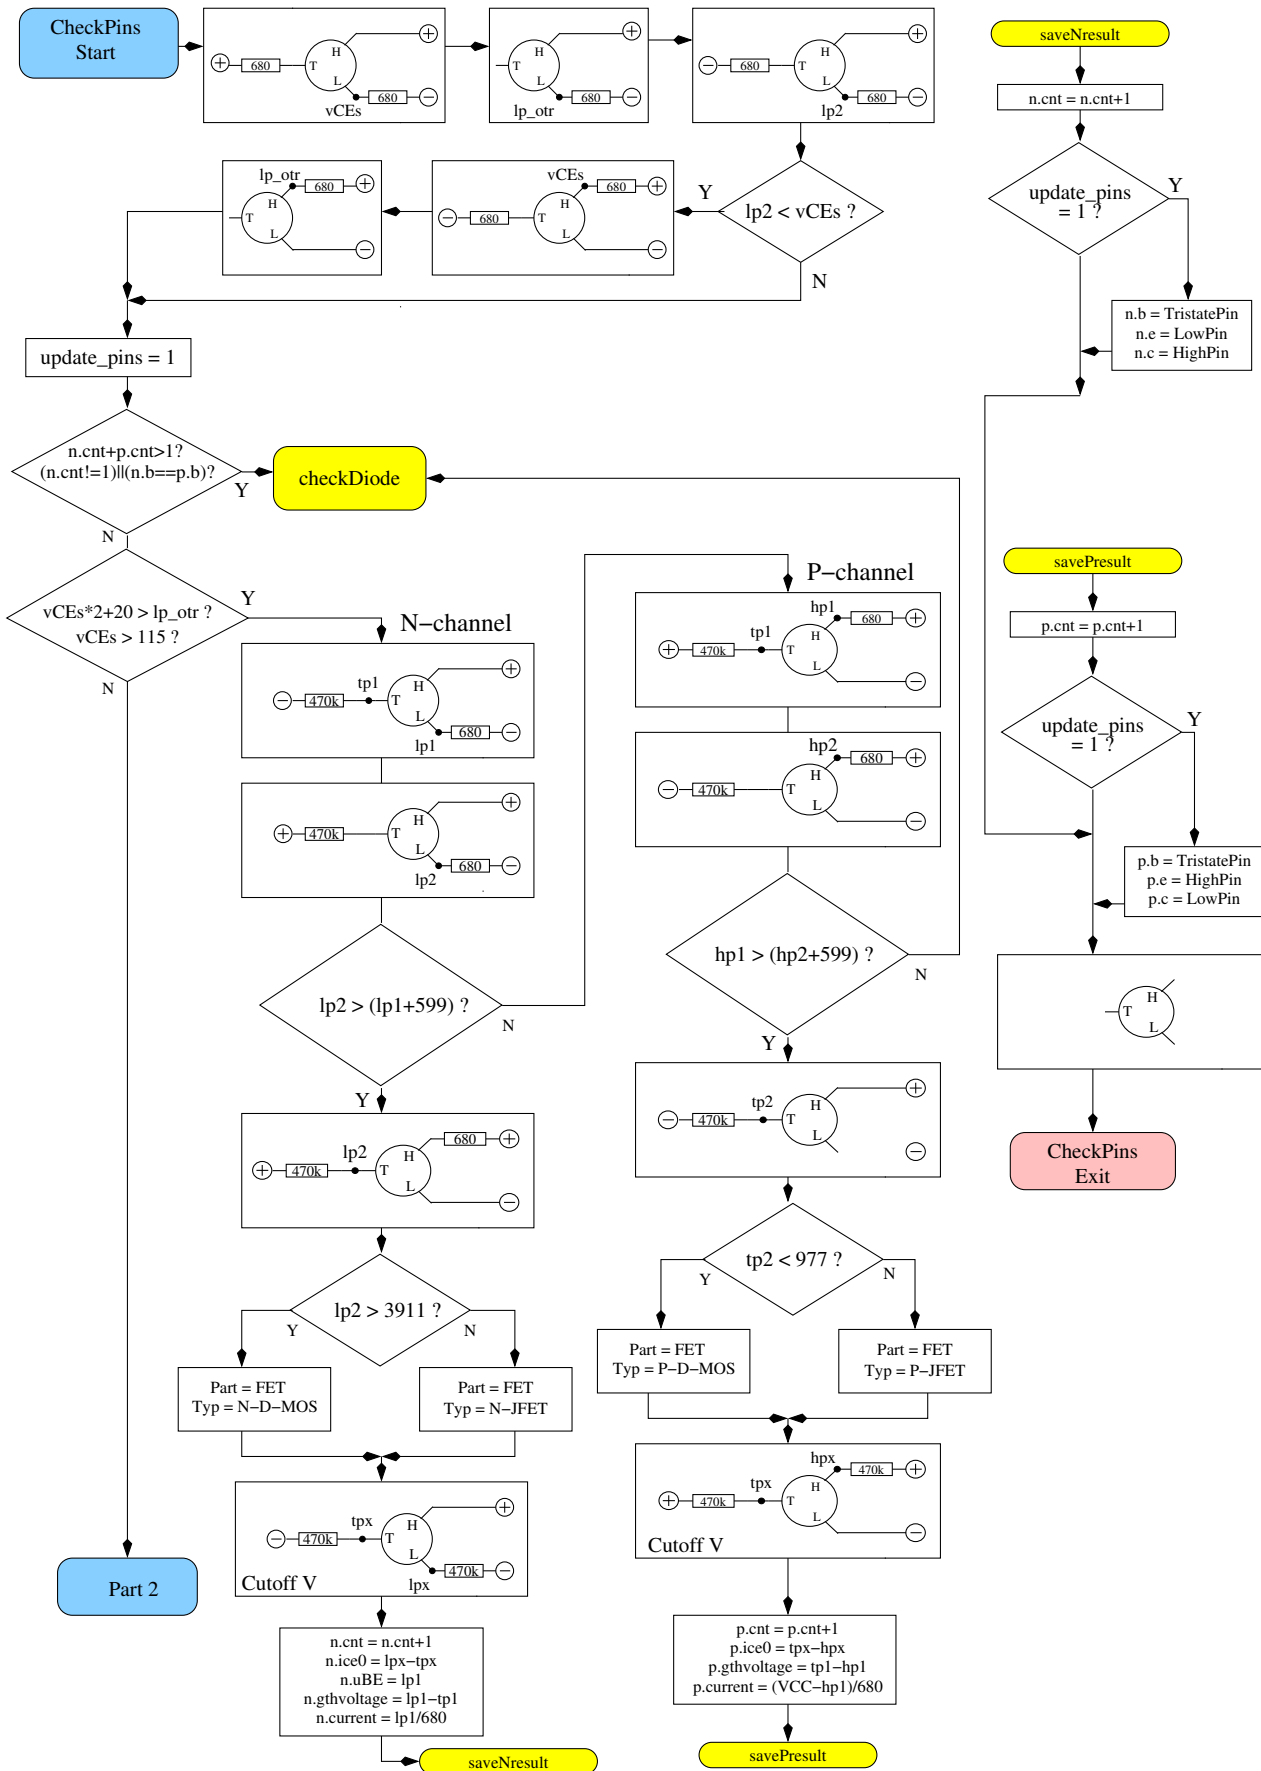 CheckPins
Start
680
T
H
L
vCEs
680
T
H
L
lp_otr
680
T
H
L
lp2
680
saveNresult
n.cnt = n.cnt+1
update_pins
= 1 ?
Y
n.b = TristatePin
n.e = LowPin
n.c = HighPin
lp2 < vCEs ?
Y
N
vCEs
680
680
T
H
L
lp_otr
680
T
H
L
update_pins = 1
n.cnt+p.cnt>1?
(n.cnt!=1)||(n.b==p.b)?
Y
N
checkDiode
vCEs*2+20 > lp_otr ?
vCEs > 115 ?
Y
N
N−channel
tp1
470k
T
H
L
lp1
680
470k
T
H
L
lp2
680
lp2 > (lp1+599) ?
N
Y
lp2
470k
T
H
L
680
lp2 > 3911 ?
Y
N
Part = FET
Typ = N−D−MOS
Part = FET
Typ = N−JFET
tpx
470k
T
H
L
lpx
470k
Cutoff V
n.cnt = n.cnt+1
n.ice0 = lpx−tpx
n.uBE = lp1
n.gthvoltage = lp1−tp1
n.current = lp1/680
saveNresult
Part 2
P−channel
hp1
680
tp1
470k
T
H
L
hp2
680
470k
T
H
L
hp1 > (hp2+599) ?
N
Y
tp2
470k
T
H
L
tp2 < 977 ?
Y
N
Part = FET
Typ = P−D−MOS
Part = FET
Typ = P−JFET
hpx
470k
tpx
470k
T
H
L
Cutoff V
p.cnt = p.cnt+1
p.ice0 = tpx−hpx
p.gthvoltage = tp1−hp1
p.current = (VCC−hp1)/680
savePresult
savePresult
p.cnt = p.cnt+1
update_pins
= 1 ?
Y
p.b = TristatePin
p.e = HighPin
p.c = LowPin
T
H
L
CheckPins
Exit